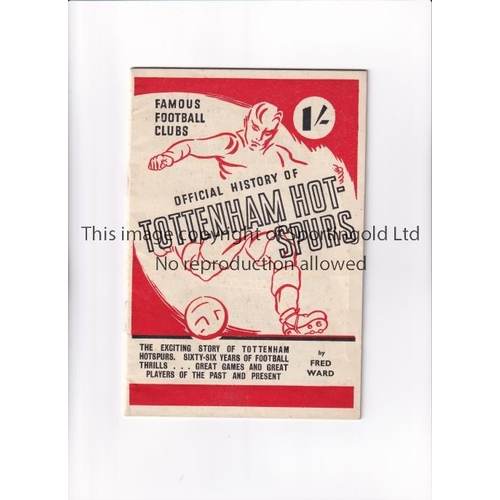 FAMOUS
FOOTBALL
CLUBS
1/-
OFFICIAL HISTORY OF
TOTTENHAM HOT-
SPURS
This image copyright of Sportingold Ltd
No reproduction allowed
THE EXCITING STORY OF TOTTENHAM
HOTSPURS. SIXTY-SIX YEARS OF FOOTBALL
THRILLS . . . GREAT GAMES AND GREAT
PLAYERS OF THE PAST AND PRESENT
by
FRED
WARD